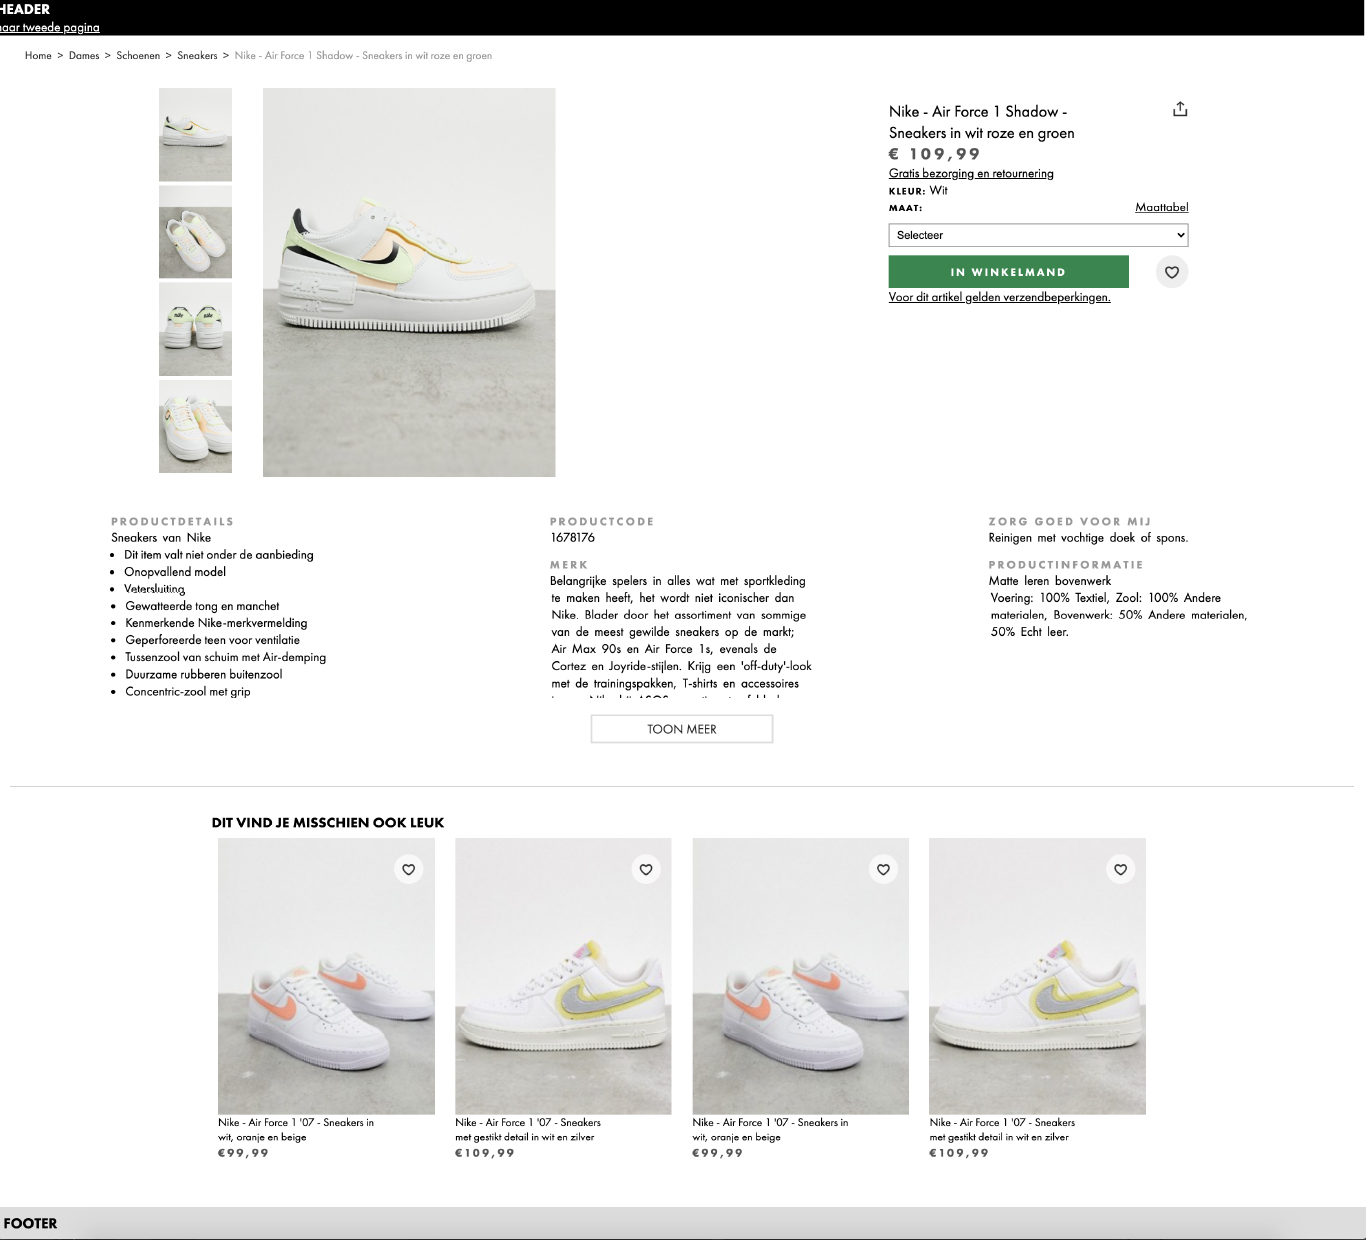 HEADER
naar tweede pagina
Home > Dames > Schoenen > Sneakers > Nike - Air Force 1 Shadow - Sneakers in wit roze en groen
Nike - Air Force 1 Shadow -
Sneakers in wit roze en groen
€ 109,99
Gratis bezorging en retournering
KLEUR: Wit
MAAT:
Maattabel
Selecteer
IN WINKELMAND
Voor dit artikel gelden verzendbeperkingen.
PRODUCTDETAILS
Sneakers van Nike
• Dit item valt niet onder de aanbieding
• Onopvallend model
• Vetersluiting
• Gewatteerde tong en manchet
• Kenmerkende Nike-merkvermelding
• Geperforeerde teen voor ventilatie
• Tussenzool van schuim met Air-demping
• Duurzame rubberen buitenzool
• Concentric-zool met grip
PRODUCTCODE
1678176
MERK
Belangrijke spelers in alles wat met sportkleding
te maken heeft, het wordt niet iconischer dan
Nike. Blader door het assortiment van sommige
van de meest gewilde sneakers op de markt;
Air Max 90s en Air Force 1s, evenals de
Cortez en Joyride-stijlen. Krijg een 'off-duty'-look
met de trainingspakken, T-shirts en accessoires
ZORG GOED VOOR MIJ
Reinigen met vochtige doek of spons.
PRODUCTINFORMATIE
Matte leren bovenwerk
Voering: 100% Textiel, Zool: 100% Andere
materialen, Bovenwerk: 50% Andere materialen,
50% Echt leer.
TOON MEER
DIT VIND JE MISSCHIEN OOK LEUK
Nike - Air Force 1 '07 - Sneakers in
wit, oranje en beige
€99,99
Nike - Air Force 1 '07 - Sneakers
met gestikt detail in wit en zilver
€109,99
Nike - Air Force 1 '07 - Sneakers in
wit, oranje en beige
€99,99
Nike - Air Force 1 '07 - Sneakers
met gestikt detail in wit en zilver
€109,99
FOOTER